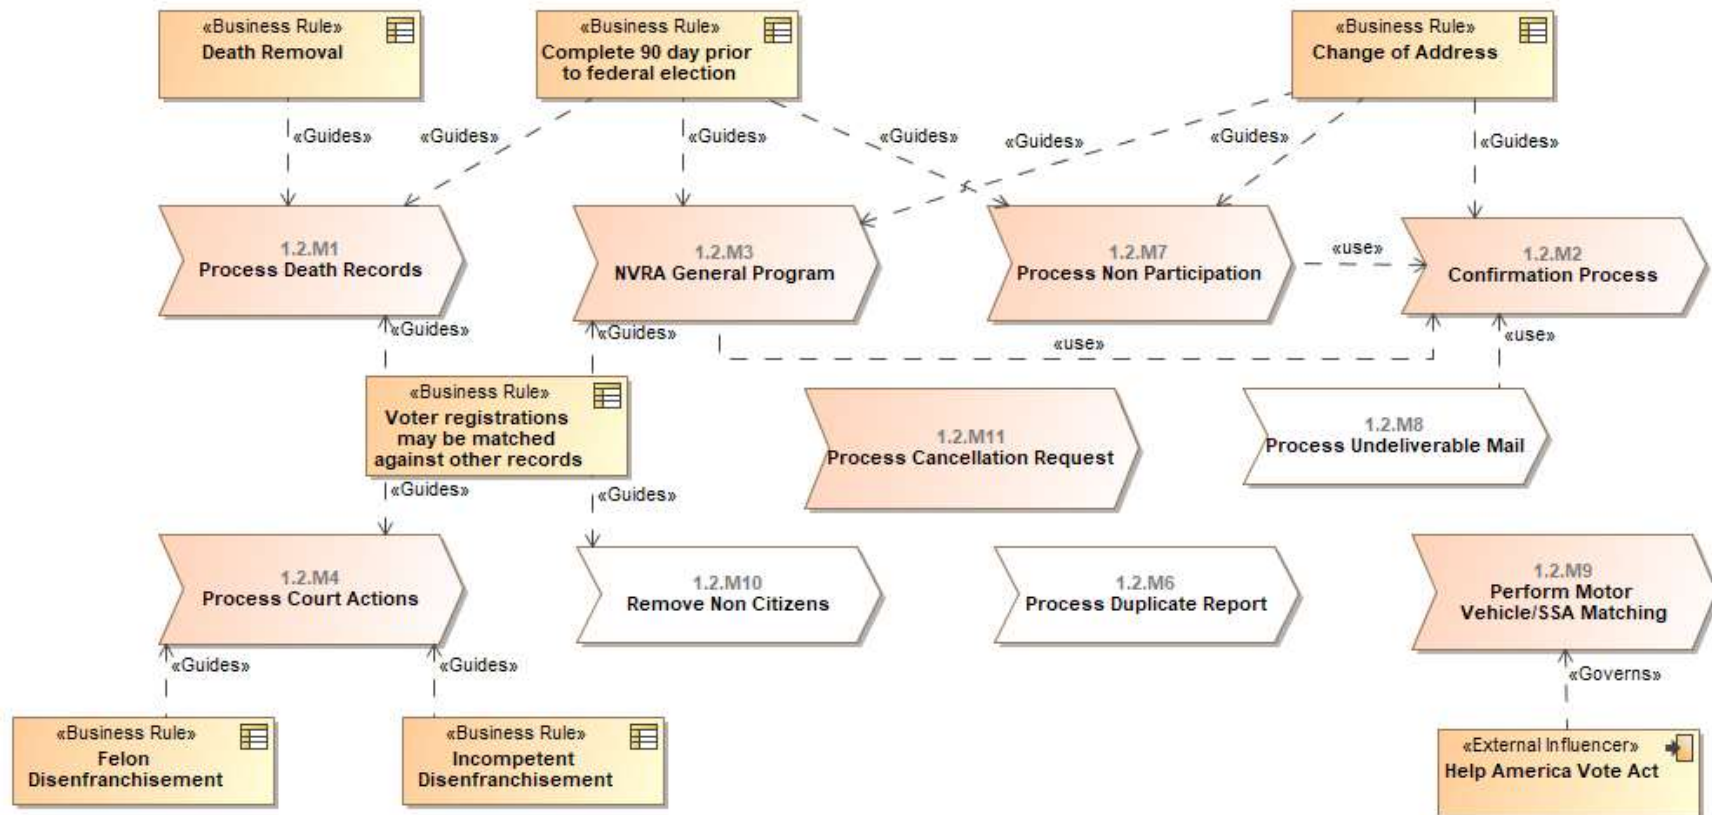 «Business Rule»
Death Removal
«Business Rule»
Complete 90 day prior
to federal election
«Business Rule»
Change of Address
«Guides»
«Guides»
«Guides»
«Guides»
«Guides»
«Guides»
«Guides»
1.2.M1
Process Death Records
1.2.M3
NVRA General Program
1.2.M7
Process Non Participation
«use»
1.2.M2
Confirmation Process
«Guides»
«Guides»
«use»
«use»
«Business Rule»
Voter registrations
may be matched
against other records
1.2.M11
Process Cancellation Request
1.2.M8
Process Undeliverable Mail
«Guides»
«Guides»
1.2.M4
Process Court Actions
1.2.M10
Remove Non Citizens
1.2.M6
Process Duplicate Report
1.2.M9
Perform Motor
Vehicle/SSA Matching
«Guides»
«Guides»
«Governs»
«Business Rule»
Felon
Disenfranchisement
«Business Rule»
Incompetent
Disenfranchisement
«External Influencer»
Help America Vote Act